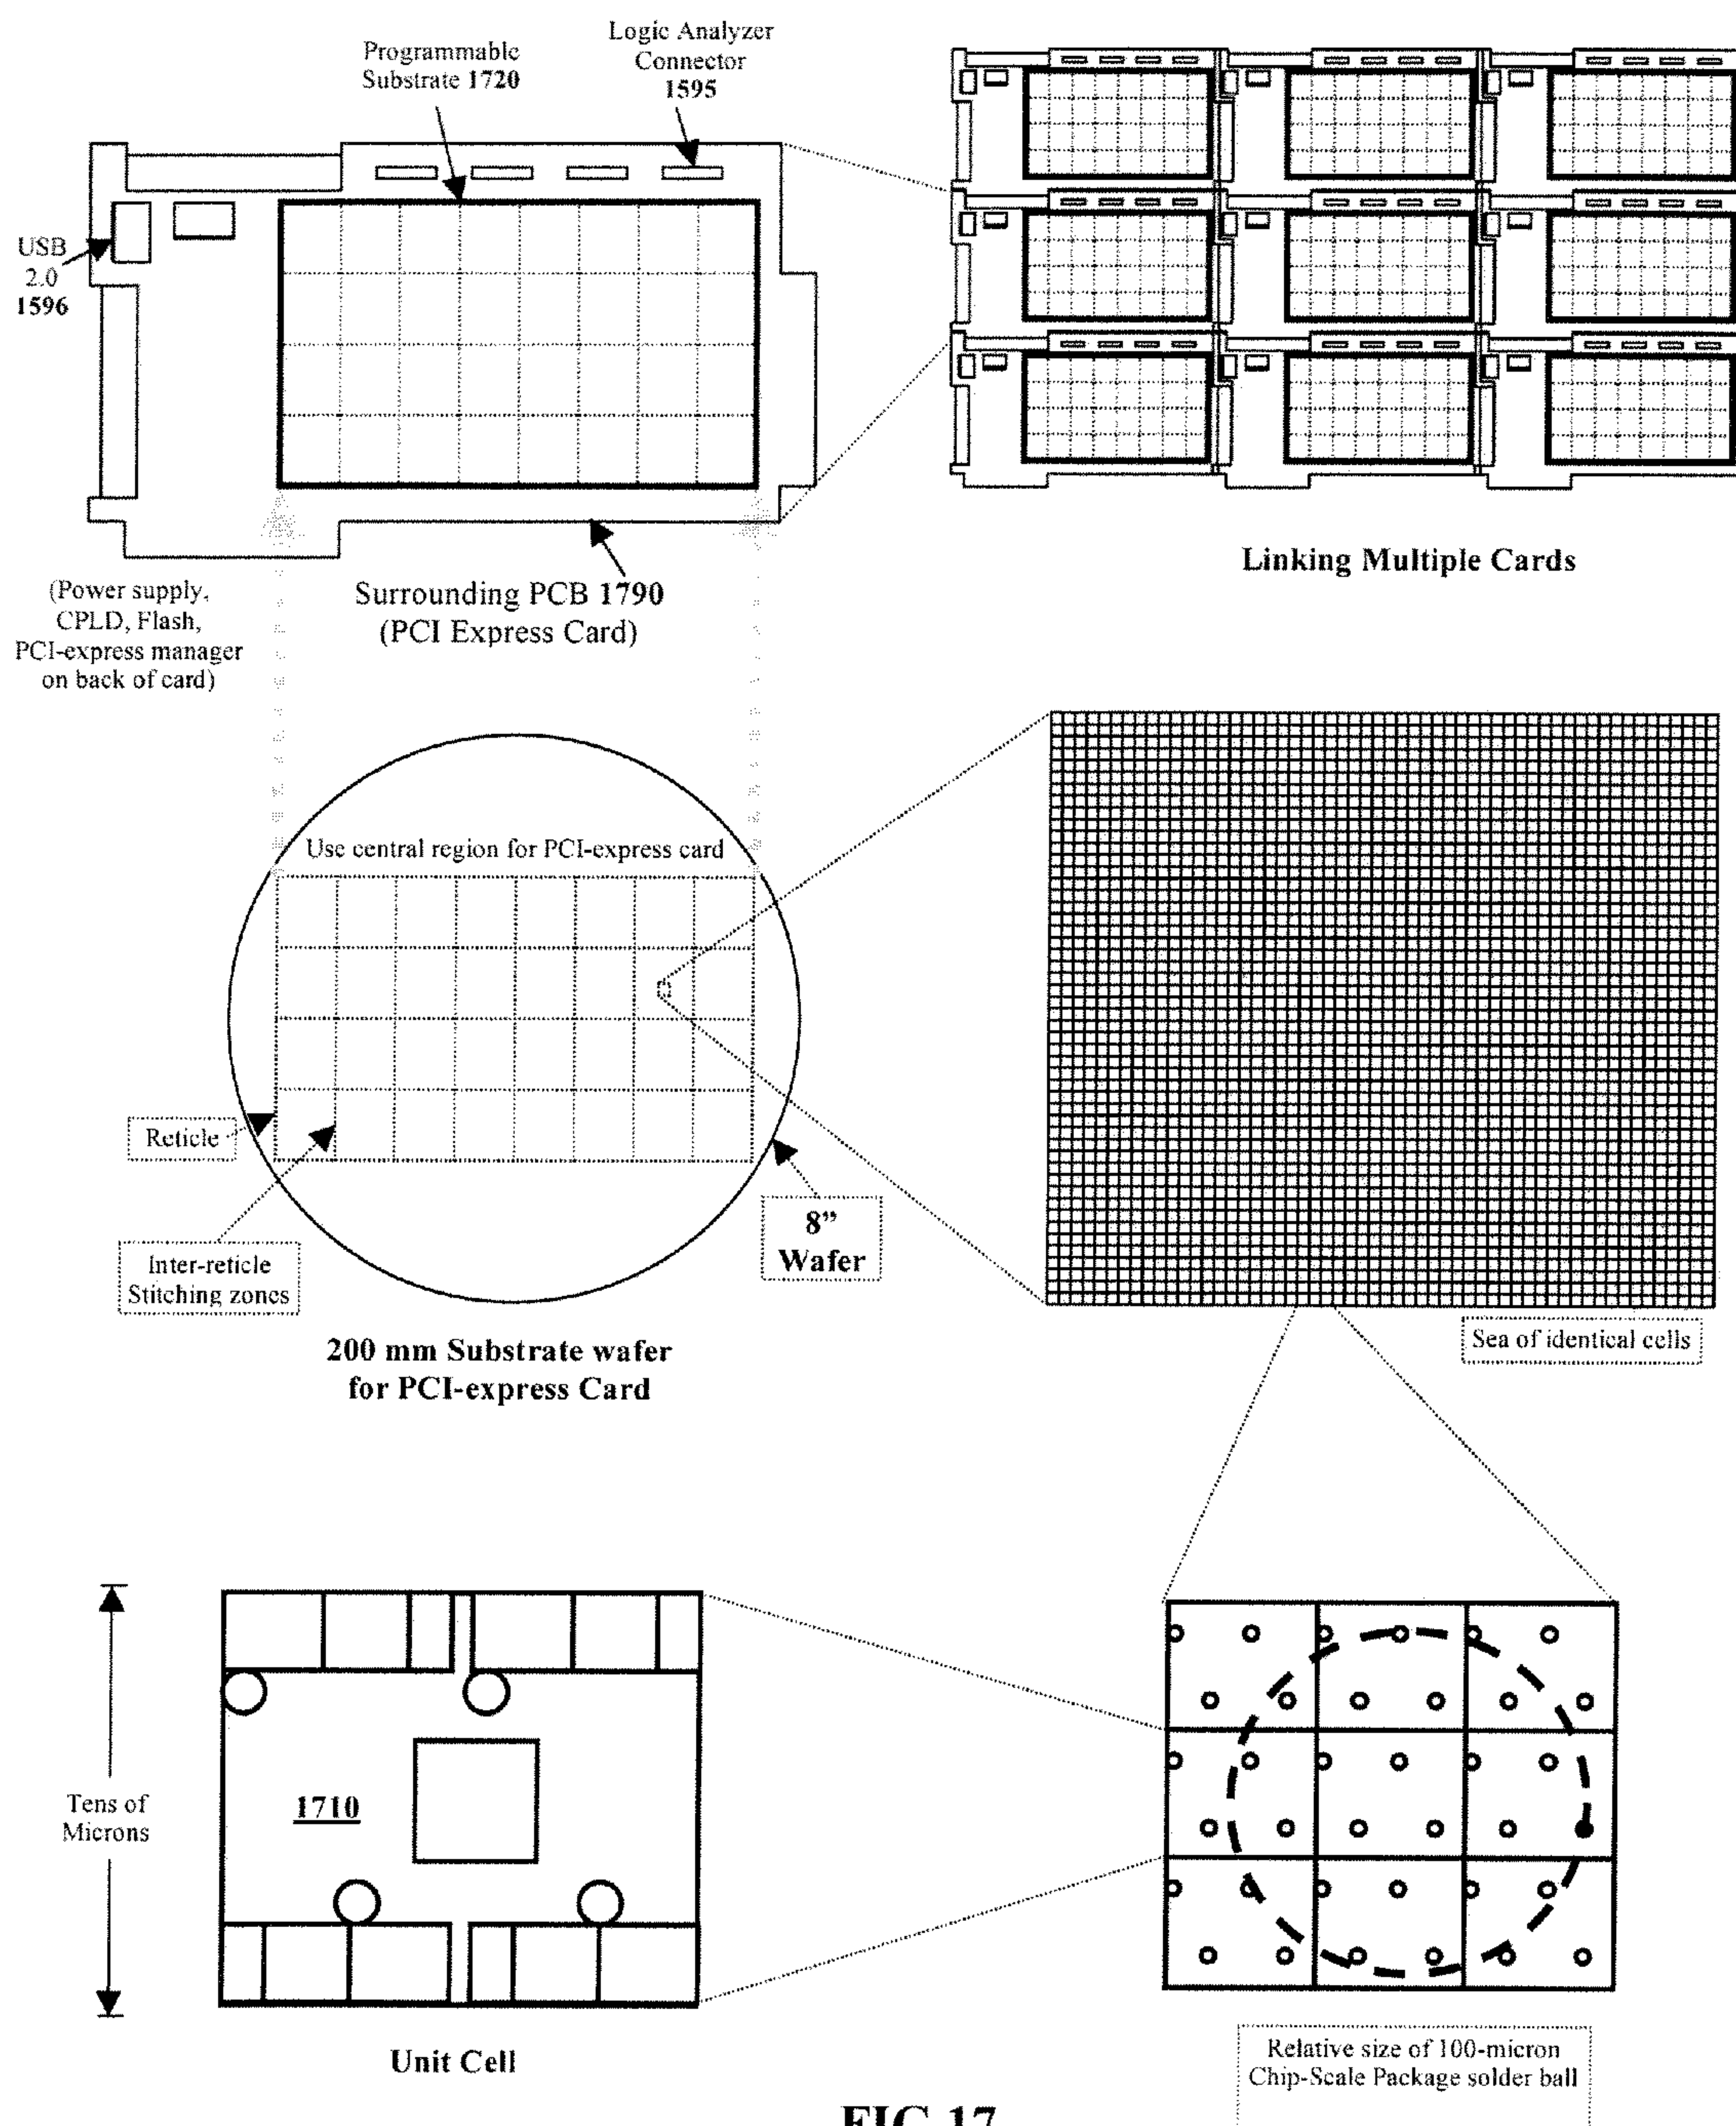 Programmable
Substrate 1720
Logic Analyzer
Connector
1595
USB
2.0
1596
(Power supply,
CPLD, Flash,
PCI-express manager
on back of card)
Surrounding PCB 1790
(PCI Express Card)
Linking Multiple Cards
Use central region for PCI-express card
Reticle
Inter-reticle
Stitching zones
8”
Wafer
200 mm Substrate wafer
for PCI-express Card
Sea of identical cells
Tens of
Microns
1710
Unit Cell
Relative size of 100-micron
Chip-Scale Package solder ball
FIG 17